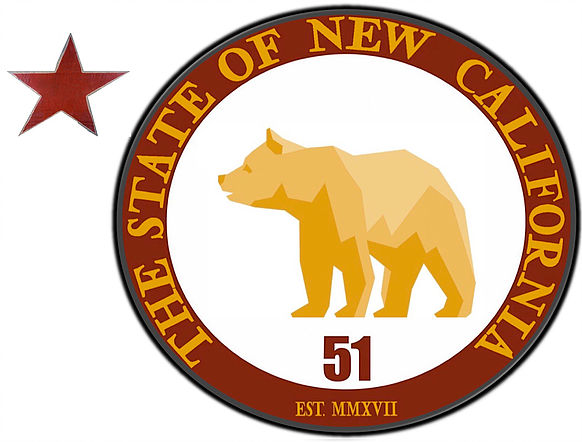 THE STATE OF NEW CALIFORNIA
51
EST. MMXVII